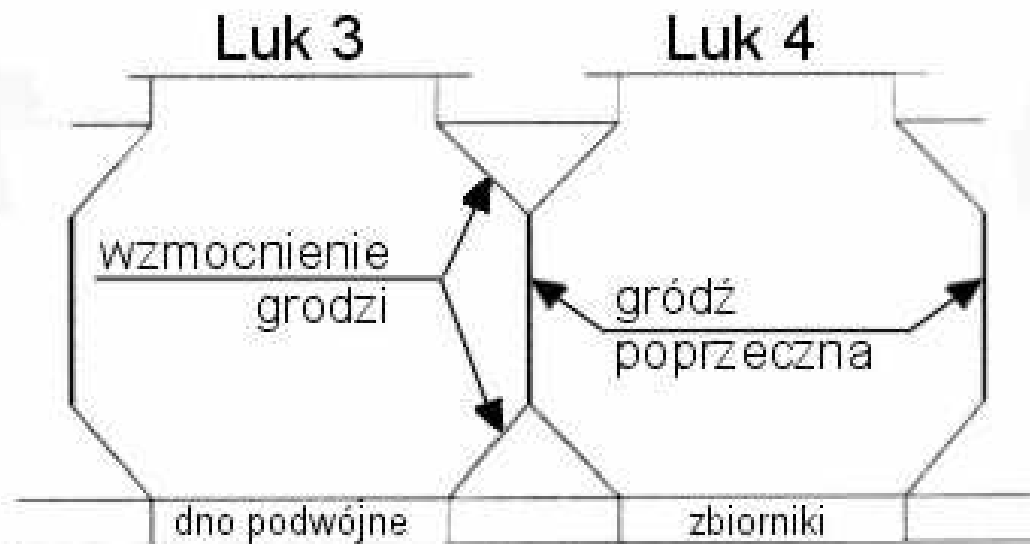 Luk 3
Luk 4
wzmocnienie
grodzi
gródź
poprzeczna
dno podwójne
zbiorniki